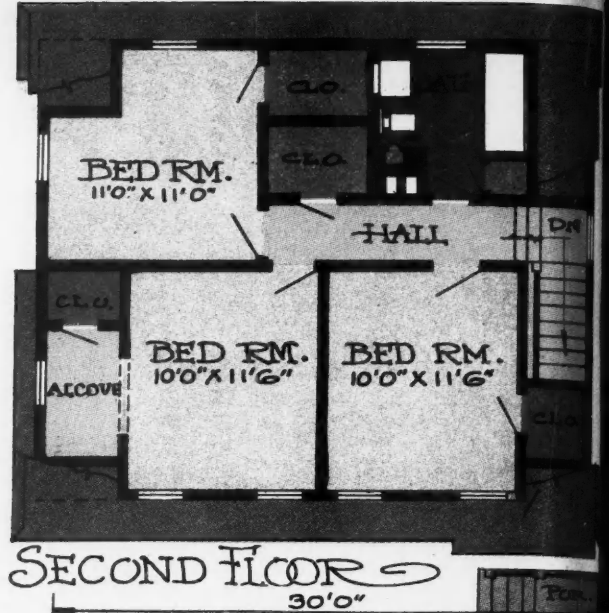 CLO.
BED RM.
11'0" X 11'0"
CLO.
HALL
DN
CLO.
ALCOVE
BED RM.
10'0" X 11'6"
BED RM.
10'0" X 11'6"
CLO.
SECOND FLOOR
30'0"